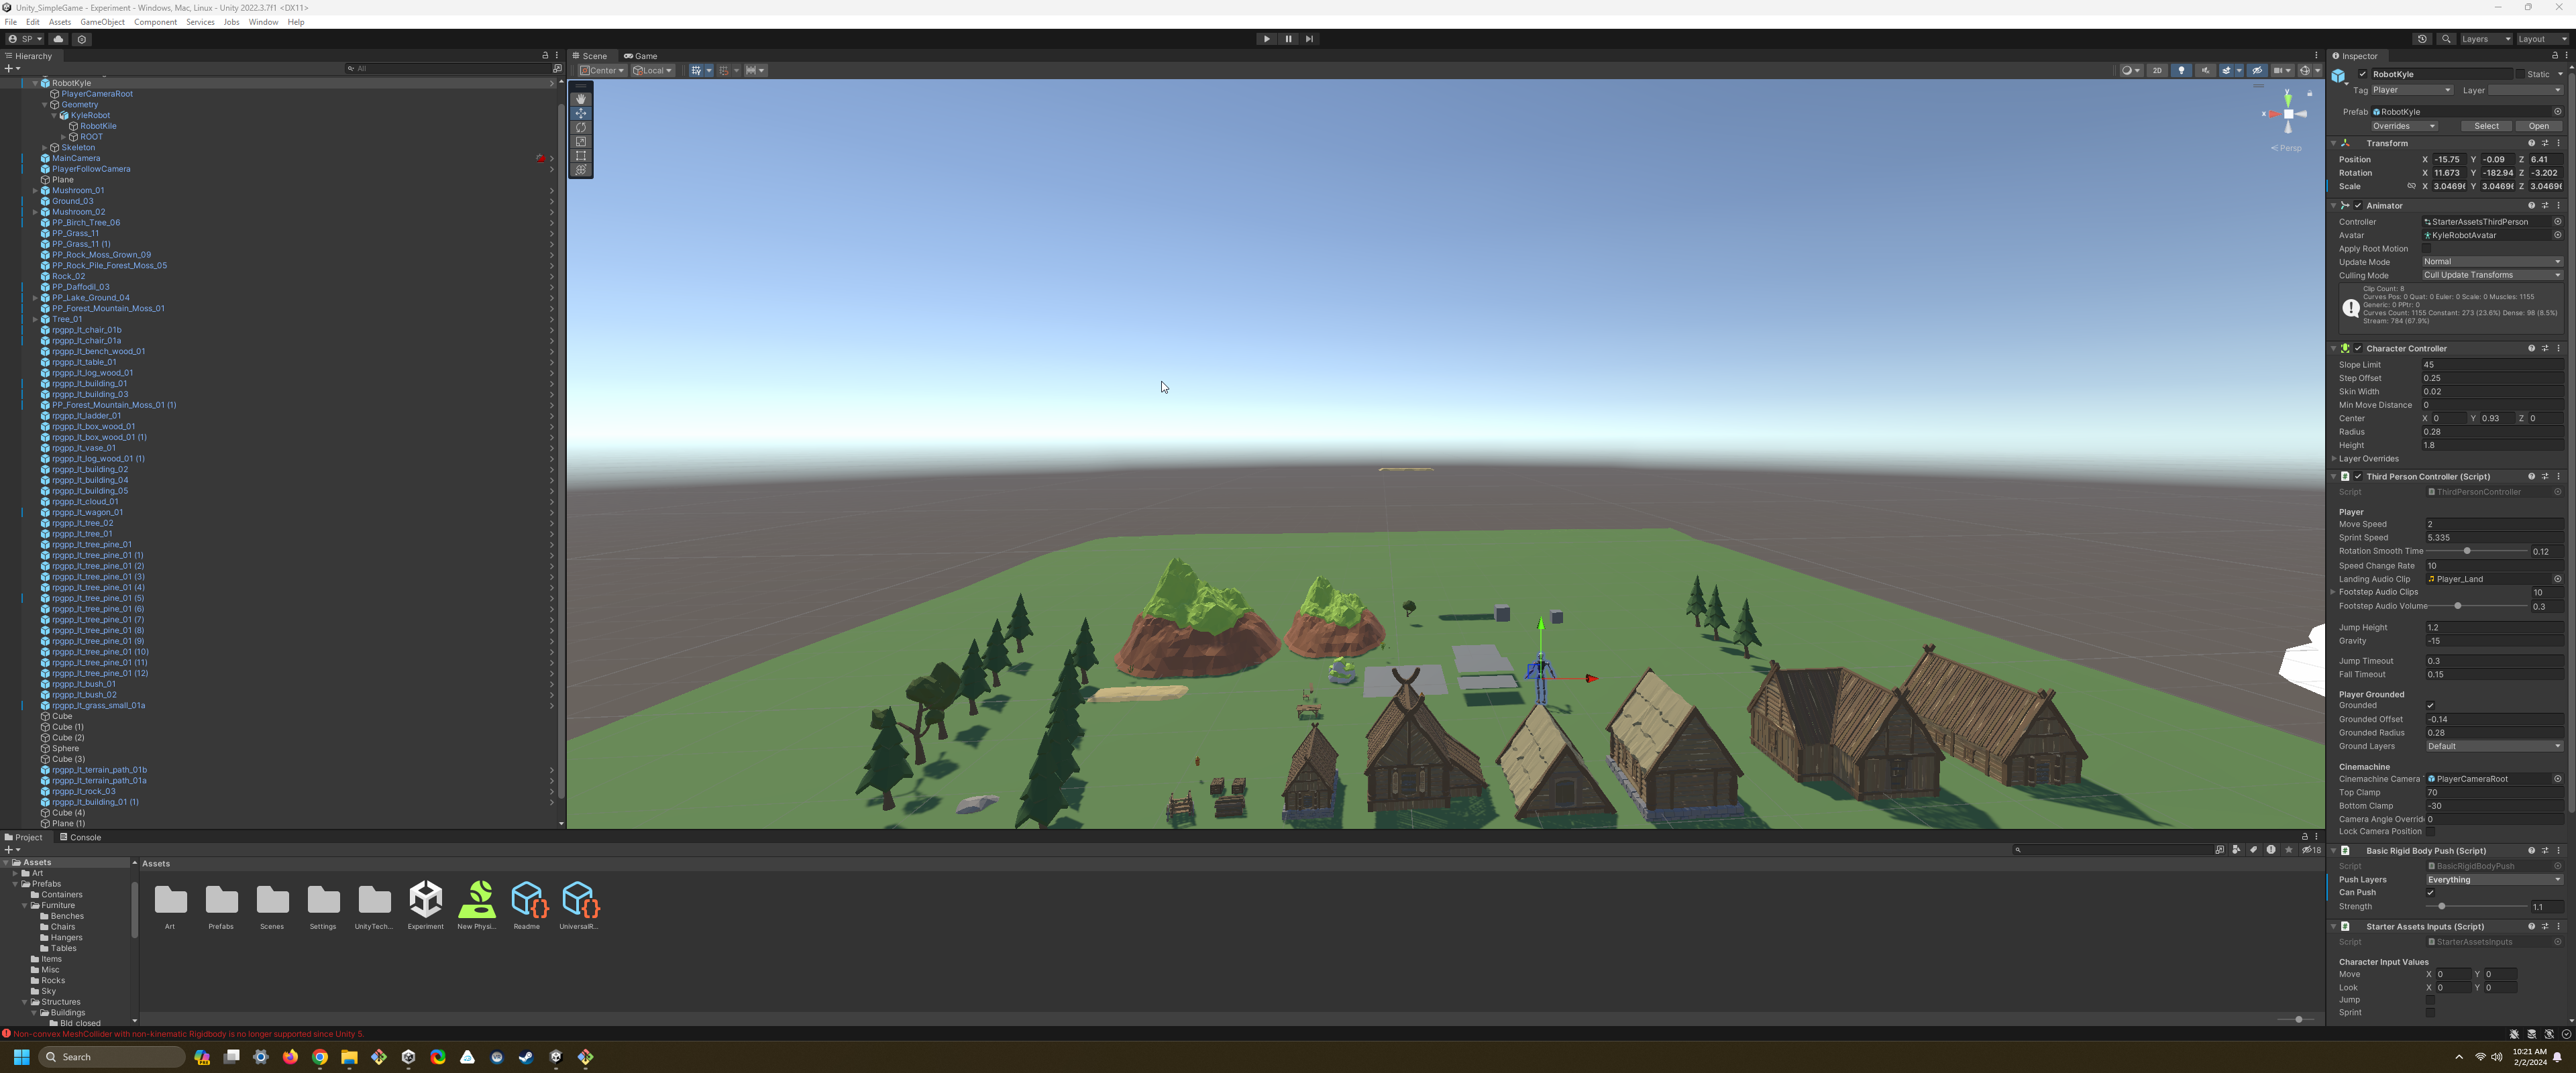 Unity_SimpleGame - Experiment - Windows, Mac, Linux - Unity 2022.3.7f1 <DX11>
File Edit Assets GameObject Component Services Jobs Window Help
SP
Layers Layout
Hierarchy
All
RobotKyle
PlayerCameraRoot
Geometry
KyleRobot
RobotKile
ROOT
Skeleton
MainCamera
PlayerFollowCamera
Plane
Mushroom_01
Ground_03
Mushroom_02
PP_Birch_Tree_06
PP_Grass_11
PP_Grass_11 (1)
PP_Rock_Moss_Grown_09
PP_Rock_Pile_Forest_Moss_05
Rock_02
PP_Daffodil_03
PP_Lake_Ground_04
PP_Forest_Mountain_Moss_01
Tree_01
rpgpp_lt_chair_01b
rpgpp_lt_chair_01a
rpgpp_lt_bench_wood_01
rpgpp_lt_table_01
rpgpp_lt_log_wood_01
rpgpp_lt_building_01
rpgpp_lt_building_03
PP_Forest_Mountain_Moss_01 (1)
rpgpp_lt_ladder_01
rpgpp_lt_box_wood_01
rpgpp_lt_box_wood_01 (1)
rpgpp_lt_vase_01
rpgpp_lt_log_wood_01 (1)
rpgpp_lt_building_02
rpgpp_lt_building_04
rpgpp_lt_building_05
rpgpp_lt_cloud_01
rpgpp_lt_wagon_01
rpgpp_lt_tree_02
rpgpp_lt_tree_01
rpgpp_lt_tree_pine_01
rpgpp_lt_tree_pine_01 (1)
rpgpp_lt_tree_pine_01 (2)
rpgpp_lt_tree_pine_01 (3)
rpgpp_lt_tree_pine_01 (4)
rpgpp_lt_tree_pine_01 (5)
rpgpp_lt_tree_pine_01 (6)
rpgpp_lt_tree_pine_01 (7)
rpgpp_lt_tree_pine_01 (8)
rpgpp_lt_tree_pine_01 (9)
rpgpp_lt_tree_pine_01 (10)
rpgpp_lt_tree_pine_01 (11)
rpgpp_lt_tree_pine_01 (12)
rpgpp_lt_bush_01
rpgpp_lt_bush_02
rpgpp_lt_grass_small_01a
Cube
Cube (1)
Cube (2)
Sphere
Cube (3)
rpgpp_lt_terrain_path_01b
rpgpp_lt_terrain_path_01a
rpgpp_lt_rock_03
rpgpp_lt_building_01 (1)
Cube (4)
Plane (1)
Scene Game
Center Local
2D
y
x
Persp
Inspector
RobotKyle Static
Tag Player Layer
Prefab RobotKyle
Overrides Select Open
Transform
Position X -15.75 Y -0.09 Z 6.41
Rotation X 11.673 Y -182.94 Z -3.202
Scale X 3.0469 Y 3.0469 Z 3.0469
Animator
Controller StarterAssetsThirdPerson
Avatar KyleRobotAvatar
Apply Root Motion
Update Mode Normal
Culling Mode Cull Update Transforms
Clip Count: 8
Curves Pos: 0 Quat: 0 Euler: 0 Scale: 0 Muscles: 1155
Generic: 0 PPtr: 0
Curves Count: 1155 Constant: 273 (23.6%) Dense: 98 (8.5%)
Stream: 784 (67.9%)
Character Controller
Slope Limit 45
Step Offset 0.25
Skin Width 0.02
Min Move Distance 0
Center X 0 Y 0.93 Z 0
Radius 0.28
Height 1.8
Layer Overrides
Third Person Controller (Script)
Script ThirdPersonController
Player
Move Speed 2
Sprint Speed 5.335
Rotation Smooth Time 0.12
Speed Change Rate 10
Landing Audio Clip Player_Land
Footstep Audio Clips 10
Footstep Audio Volume 0.3
Jump Height 1.2
Gravity -15
Jump Timeout 0.3
Fall Timeout 0.15
Player Grounded
Grounded
Grounded Offset -0.14
Grounded Radius 0.28
Ground Layers Default
Cinemachine
Cinemachine Camera PlayerCameraRoot
Top Clamp 70
Bottom Clamp -30
Camera Angle Overrid 0
Lock Camera Position
Basic Rigid Body Push (Script)
Script BasicRigidBodyPush
Push Layers Everything
Can Push
Strength 1.1
Starter Assets Inputs (Script)
Script StarterAssetsInputs
Character Input Values
Move X 0 Y 0
Look X 0 Y 0
Jump
Sprint
Project Console
18
Assets
Art
Prefabs
Containers
Furniture
Benches
Chairs
Hangers
Tables
Items
Misc
Rocks
Sky
Structures
Buildings
Bld closed
Assets
Art Prefabs Scenes Settings UnityTech... Experiment New Physi... Readme UniversalR...
Non-convex MeshCollider with non-kinematic Rigidbody is no longer supported since Unity 5.
Search
10:21 AM
2/2/2024